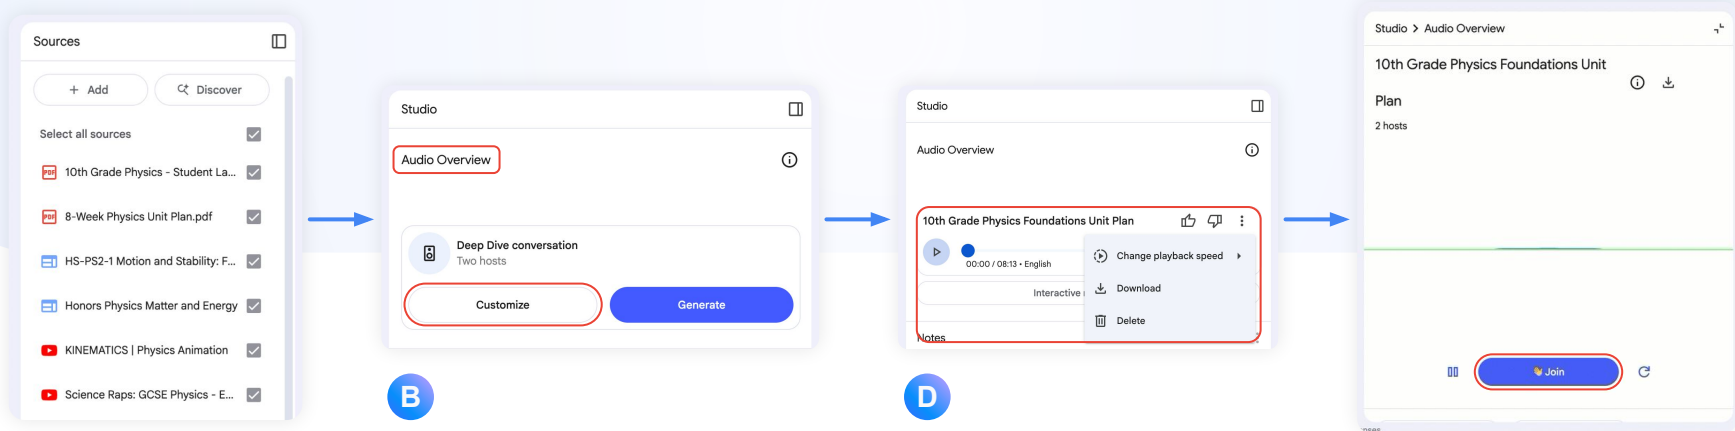 Sources
+ Add
Discover
Select all sources
10th Grade Physics - Student La...
8-Week Physics Unit Plan.pdf
HS-PS2-1 Motion and Stability: F...
Honors Physics Matter and Energy
KINEMATICS | Physics Animation
Science Raps: GCSE Physics - E...
Studio
Audio Overview
Deep Dive conversation
Two hosts
Customize
Generate
B
Studio
Audio Overview
10th Grade Physics Foundations Unit Plan
00:00 / 08:13 • English
Change playback speed
Interactive
Download
Delete
Notes
D
Studio > Audio Overview
10th Grade Physics Foundations Unit
Plan
2 hosts
👋 Join